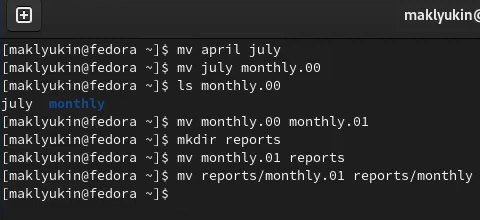 maklyukin@
[maklyukin@fedora ~]$ mv april july
[maklyukin@fedora ~]$ mv july monthly.00
[maklyukin@fedora ~]$ ls monthly.00
july  monthly
[maklyukin@fedora ~]$ mv monthly.00 monthly.01
[maklyukin@fedora ~]$ mkdir reports
[maklyukin@fedora ~]$ mv monthly.01 reports
[maklyukin@fedora ~]$ mv reports/monthly.01 reports/monthly
[maklyukin@fedora ~]$